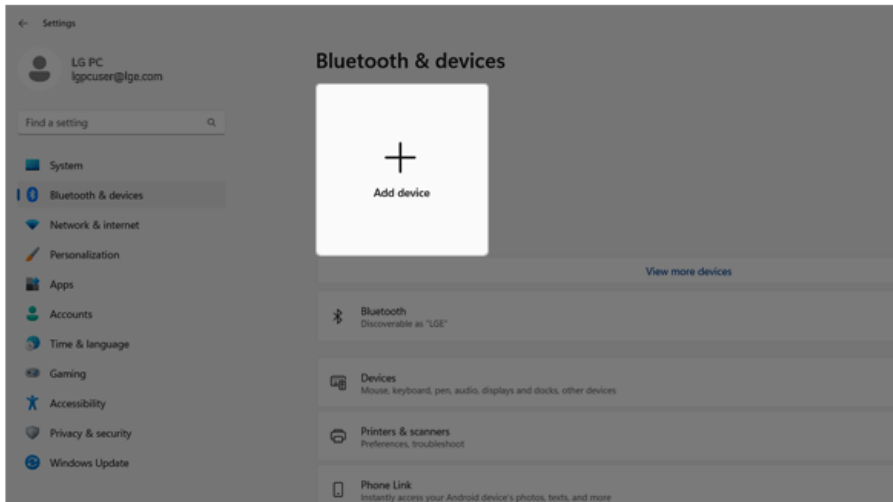 Settings
LG PC
lgpcuser@lge.com
Find a setting
System
Bluetooth & devices
Network & internet
Personalization
Apps
Accounts
Time & language
Gaming
Accessibility
Privacy & security
Windows Update
Bluetooth & devices
Add device
View more devices
Bluetooth
Discoverable as "LGE"
Devices
Mouse, keyboard, pen, audio, displays and docks, other devices
Printers & scanners
Preferences, troubleshoot
Phone Link
Instantly access your Android device's photos, texts, and more